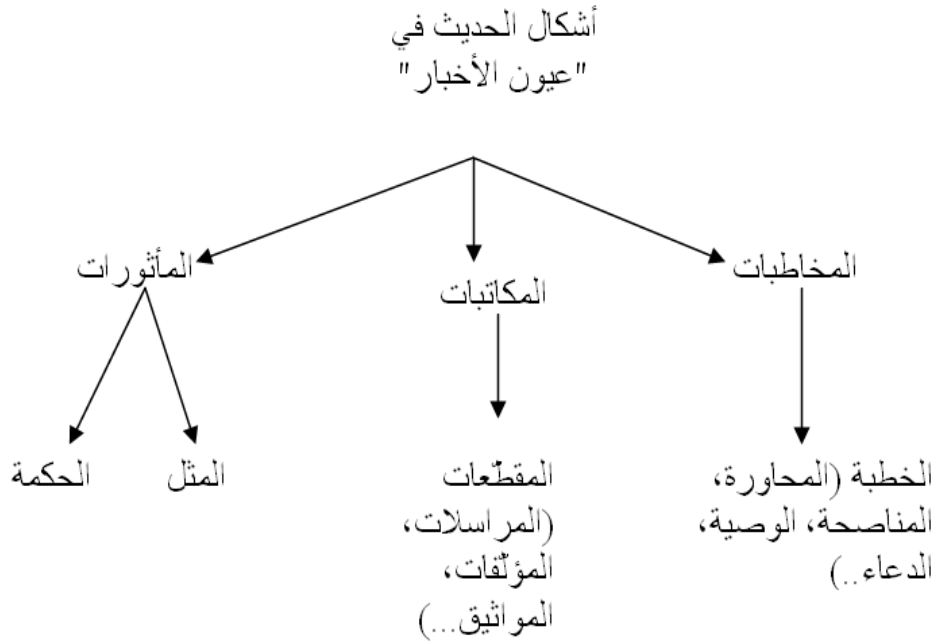 أشكال الحديث في
"عيون الأخبار"
المخاطبات
المكاتبات
المأثورات
الخطبة (المحاورة،
المناصحة، الوصية،
الدعاء..)
المقطّعات
(المراسلات،
المؤلّفات،
المواثيق...)
المثل
الحكمة